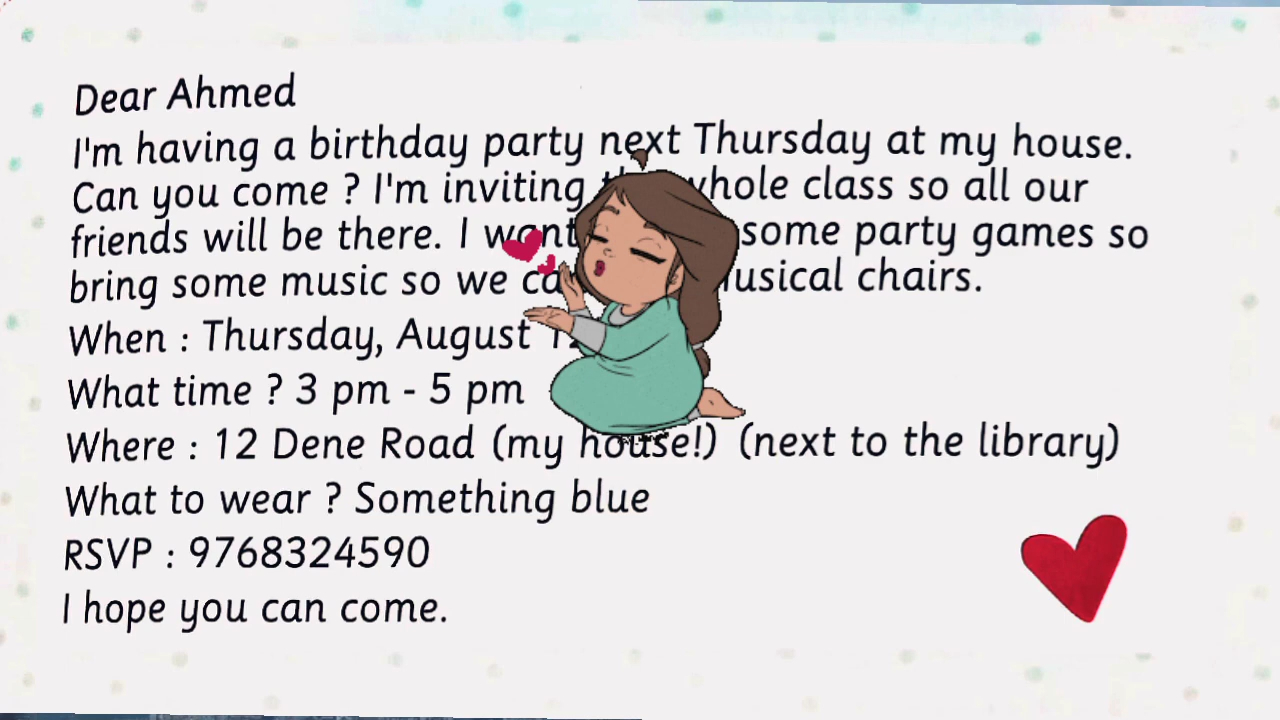 Dear Ahmed
I'm having a birthday party next Thursday at my house.
Can you come ? I'm inviting whole class so all our
friends will be there. I want some party games so
bring some music so we musical chairs.
When : Thursday, August
What time ? 3 pm - 5 pm
Where : 12 Dene Road (my house!) (next to the library)
What to wear ? Something blue
RSVP : 9768324590
I hope you can come.